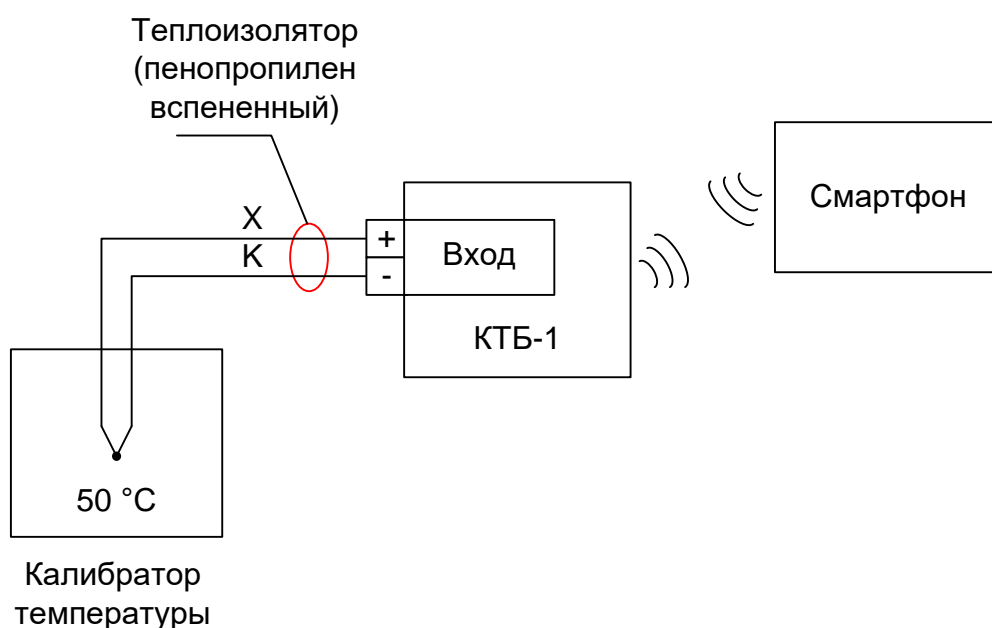 Теплоизолятор
(пенопропилен
вспененный)
Смартфон
X
K
+
-
Вход
КТБ-1
50 °C
Калибратор
температуры